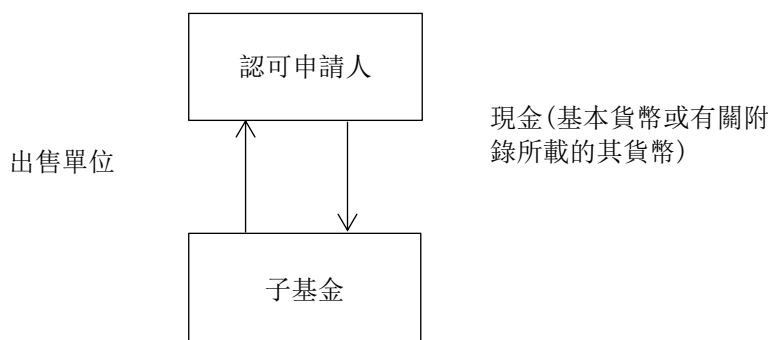 認可申請人
現金(基本貨幣或有關附
錄所載的其貨幣)
出售單位
子基金